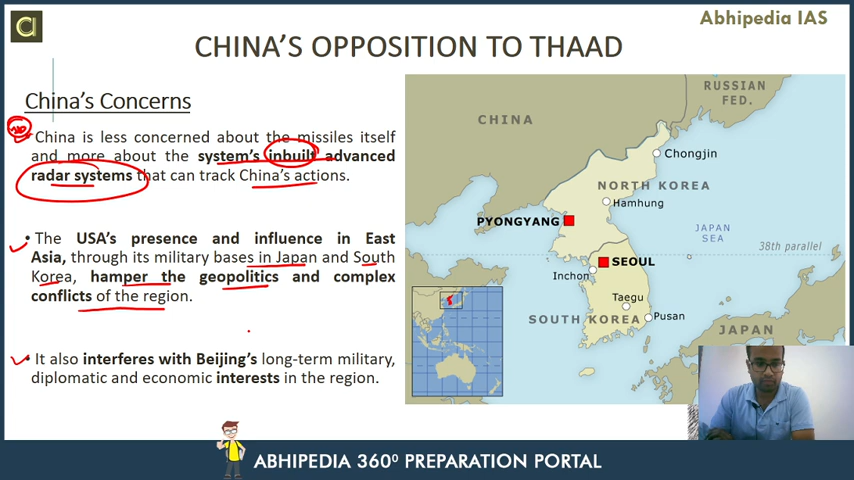 Abhipedia IAS
CHINA'S OPPOSITION TO THAAD
China's Concerns
China is less concerned about the missiles itself
and more about the system's inbuilt advanced
radar systems that can track China's actions.
• The USA's presence and influence in East
Asia, through its military bases in Japan and South
Korea, hamper the geopolitics and complex
conflicts of the region.
• It also interferes with Beijing's long-term military,
diplomatic and economic interests in the region.
RUSSIAN
FED.
CHINA
Chongjin
NORTH KOREA
Hamhung
PYONGYANG
JAPAN
SEA
38th parallel
SEOUL
Inchon
Taegu
SOUTH KOREA
Pusan
JAPAN
ABHIPEDIA 360⁰ PREPARATION PORTAL